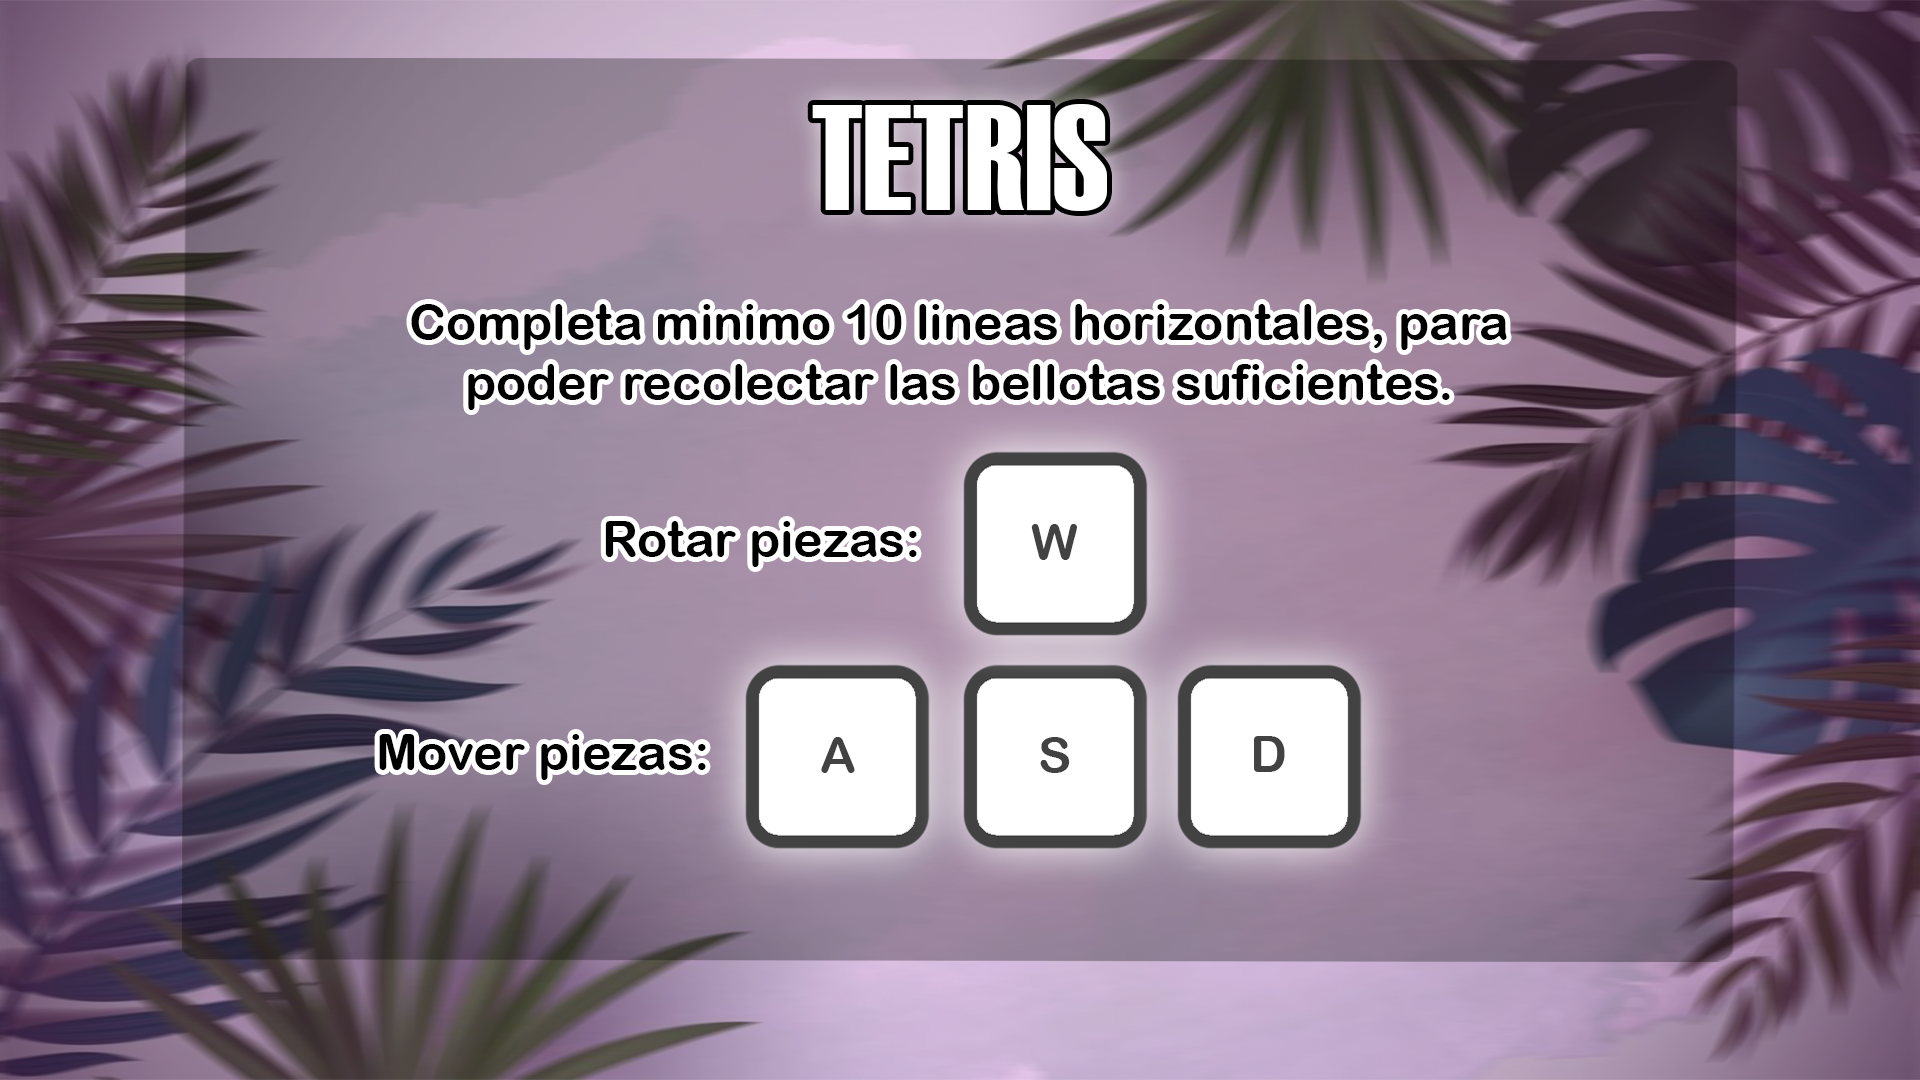 TETRIS
Completa minimo 10 lineas horizontales, para
poder recolectar las bellotas suficientes.
Rotar piezas: W
Mover piezas: A S D